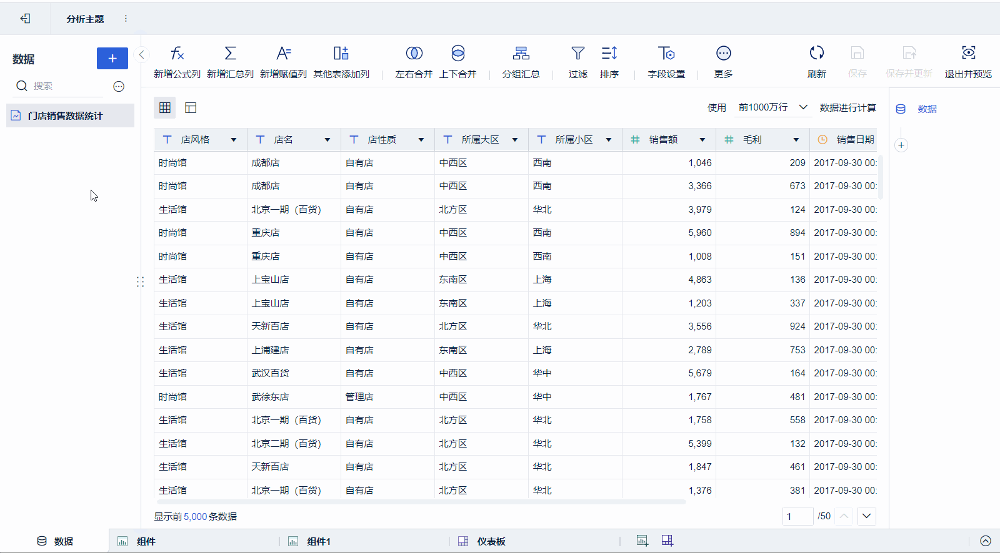 分析主题
数据
+
搜索
门店销售数据统计
新增公式列 新增汇总列 新增赋值列 其他表添加列 左右合并 上下合并 分组汇总 过滤 排序 字段设置 更多 刷新 保存 保存并更新 退出并预览
使用 前1000万行 数据进行计算
数据
店风格 店名 店性质 所属大区 所属小区 销售额 毛利 销售日期
时尚馆 成都店 自有店 中西区 西南 1,046 209 2017-09-30 00:
时尚馆 成都店 自有店 中西区 西南 3,366 673 2017-09-30 00:
生活馆 北京一期（百货） 自有店 北方区 华北 3,979 124 2017-09-30 00:
时尚馆 重庆店 自有店 中西区 西南 5,960 894 2017-09-30 00:
时尚馆 重庆店 自有店 中西区 西南 1,008 151 2017-09-30 00:
生活馆 上宝山店 自有店 东南区 上海 4,863 136 2017-09-30 00:
生活馆 上宝山店 自有店 东南区 上海 1,203 337 2017-09-30 00:
生活馆 天新百店 自有店 北方区 华北 3,556 924 2017-09-30 00:
生活馆 上浦建店 自有店 东南区 上海 2,789 753 2017-09-30 00:
生活馆 武汉百货 自有店 中西区 华中 5,679 164 2017-09-30 00:
时尚馆 武徐东店 管理店 中西区 华中 1,767 481 2017-09-30 00:
生活馆 北京一期（百货） 自有店 北方区 华北 1,758 558 2017-09-30 00:
生活馆 北京二期（百货） 自有店 北方区 华北 5,399 132 2017-09-30 00:
生活馆 天新百店 自有店 北方区 华北 1,847 461 2017-09-30 00:
生活馆 北京一期（百货） 自有店 北方区 华北 1,376 381 2017-09-30 00:
显示前 5,000 条数据
1 /50
数据 组件 组件1 仪表板